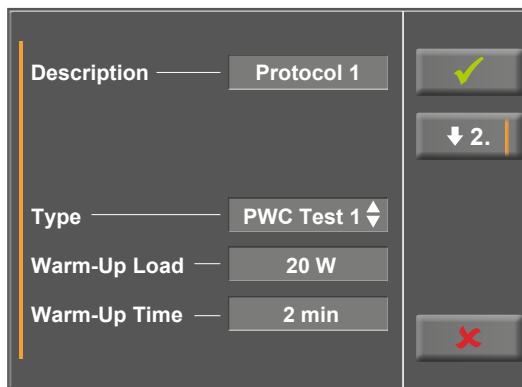 Description Protocol 1
2.
Type PWC Test 1
Warm-Up Load 20 W
Warm-Up Time 2 min